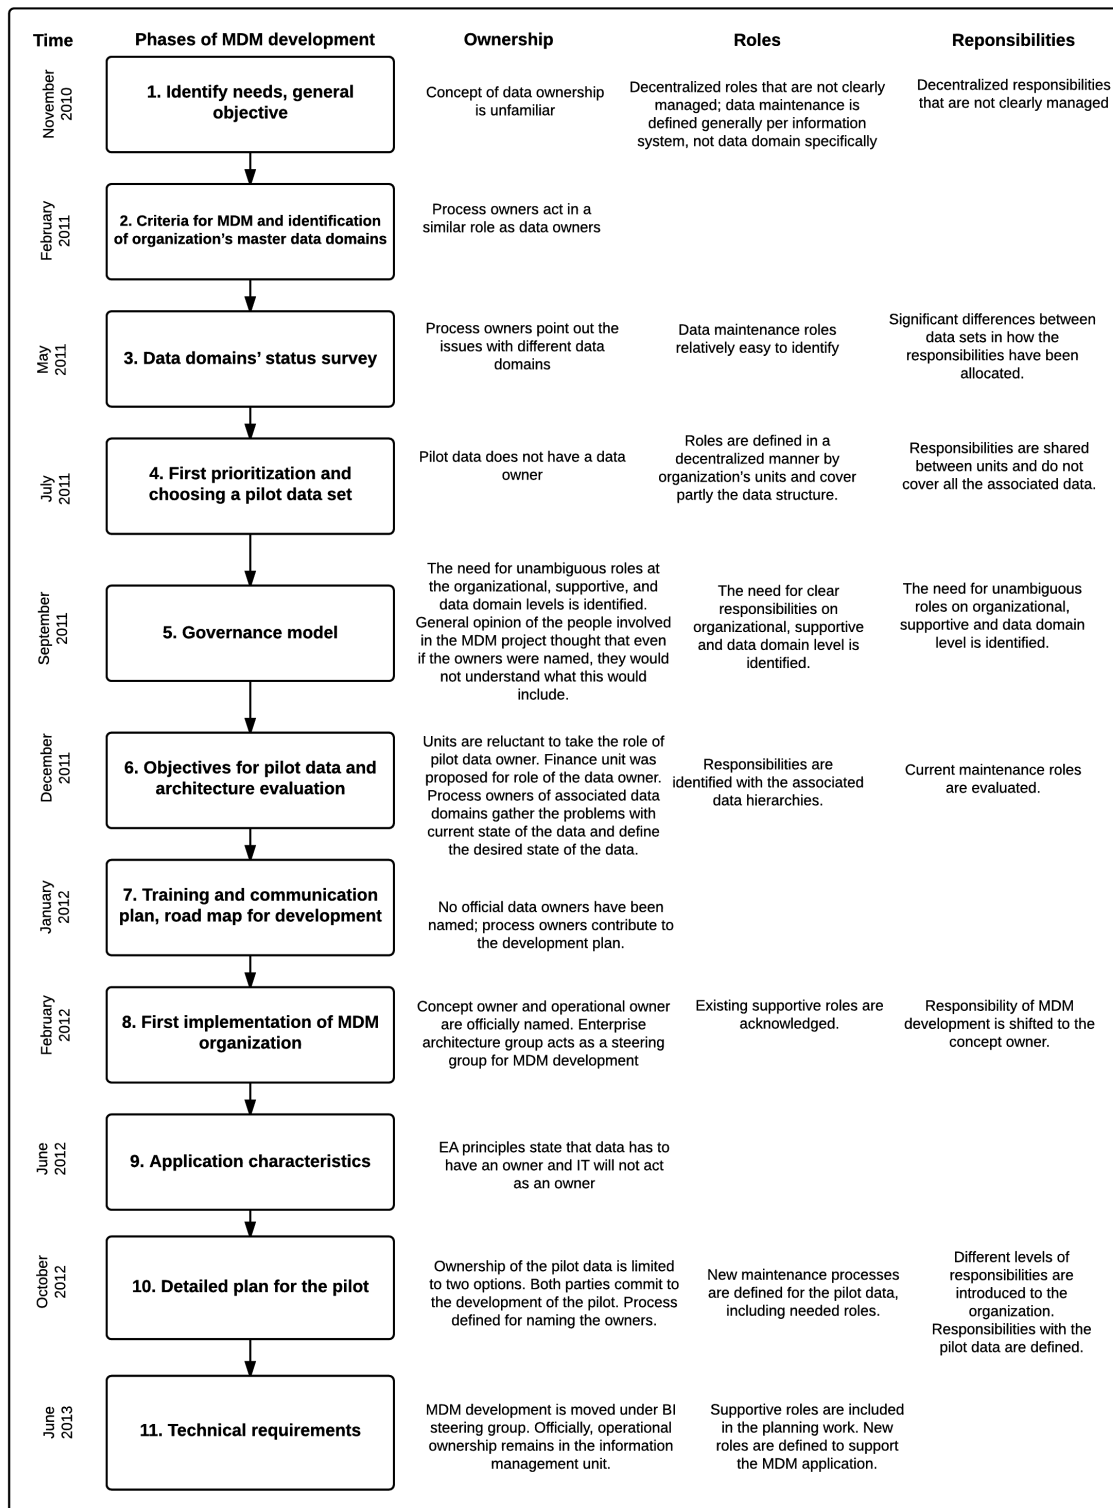 Time
Phases of MDM development
Ownership
Roles
Reponsibilities
November
2010
1. Identify needs, general
objective
Concept of data ownership
is unfamiliar
Decentralized roles that are not clearly
managed; data maintenance is
defined generally per information
system, not data domain specifically
Decentralized responsibilities
that are not clearly managed
February
2011
2. Criteria for MDM and identification
of organization's master data domains
Process owners act in a
similar role as data owners
May
2011
3. Data domains' status survey
Process owners point out the
issues with different data
domains
Data maintenance roles
relatively easy to identify
Significant differences between
data sets in how the
responsibilities have been
allocated.
July
2011
4. First prioritization and
choosing a pilot data set
Pilot data does not have a data
owner
Roles are defined in a
decentralized manner by
organization's units and cover
partly the data structure.
Responsibilities are shared
between units and do not
cover all the associated data.
September
2011
5. Governance model
The need for unambiguous roles at
the organizational, supportive, and
data domain levels is identified.
General opinion of the people involved
in the MDM project thought that even
if the owners were named, they would
not understand what this would
include.
The need for clear
responsibilities on
organizational, supportive
and data domain level is
identified.
The need for unambiguous
roles on organizational,
supportive and data domain
level is identified.
December
2011
6. Objectives for pilot data and
architecture evaluation
Units are reluctant to take the role of
pilot data owner. Finance unit was
proposed for role of the data owner.
Process owners of associated data
domains gather the problems with
current state of the data and define
the desired state of the data.
Responsibilities are
identified with the associated
data hierarchies.
Current maintenance roles
are evaluated.
January
2012
7. Training and communication
plan, road map for development
No official data owners have been
named; process owners contribute to
the development plan.
February
2012
8. First implementation of MDM
organization
Concept owner and operational owner
are officially named. Enterprise
architecture group acts as a steering
group for MDM development
Existing supportive roles are
acknowledged.
Responsibility of MDM
development is shifted to the
concept owner.
June
2012
9. Application characteristics
EA principles state that data has to
have an owner and IT will not act
as an owner
October
2012
10. Detailed plan for the pilot
Ownership of the pilot data is limited
to two options. Both parties commit to
the development of the pilot. Process
defined for naming the owners.
New maintenance processes
are defined for the pilot data,
including needed roles.
Different levels of
responsibilities are
introduced to the
organization.
Responsibilities with the
pilot data are defined.
June
2013
11. Technical requirements
MDM development is moved under BI
steering group. Officially, operational
ownership remains in the information
management unit.
Supportive roles are included
in the planning work. New
roles are defined to support
the MDM application.